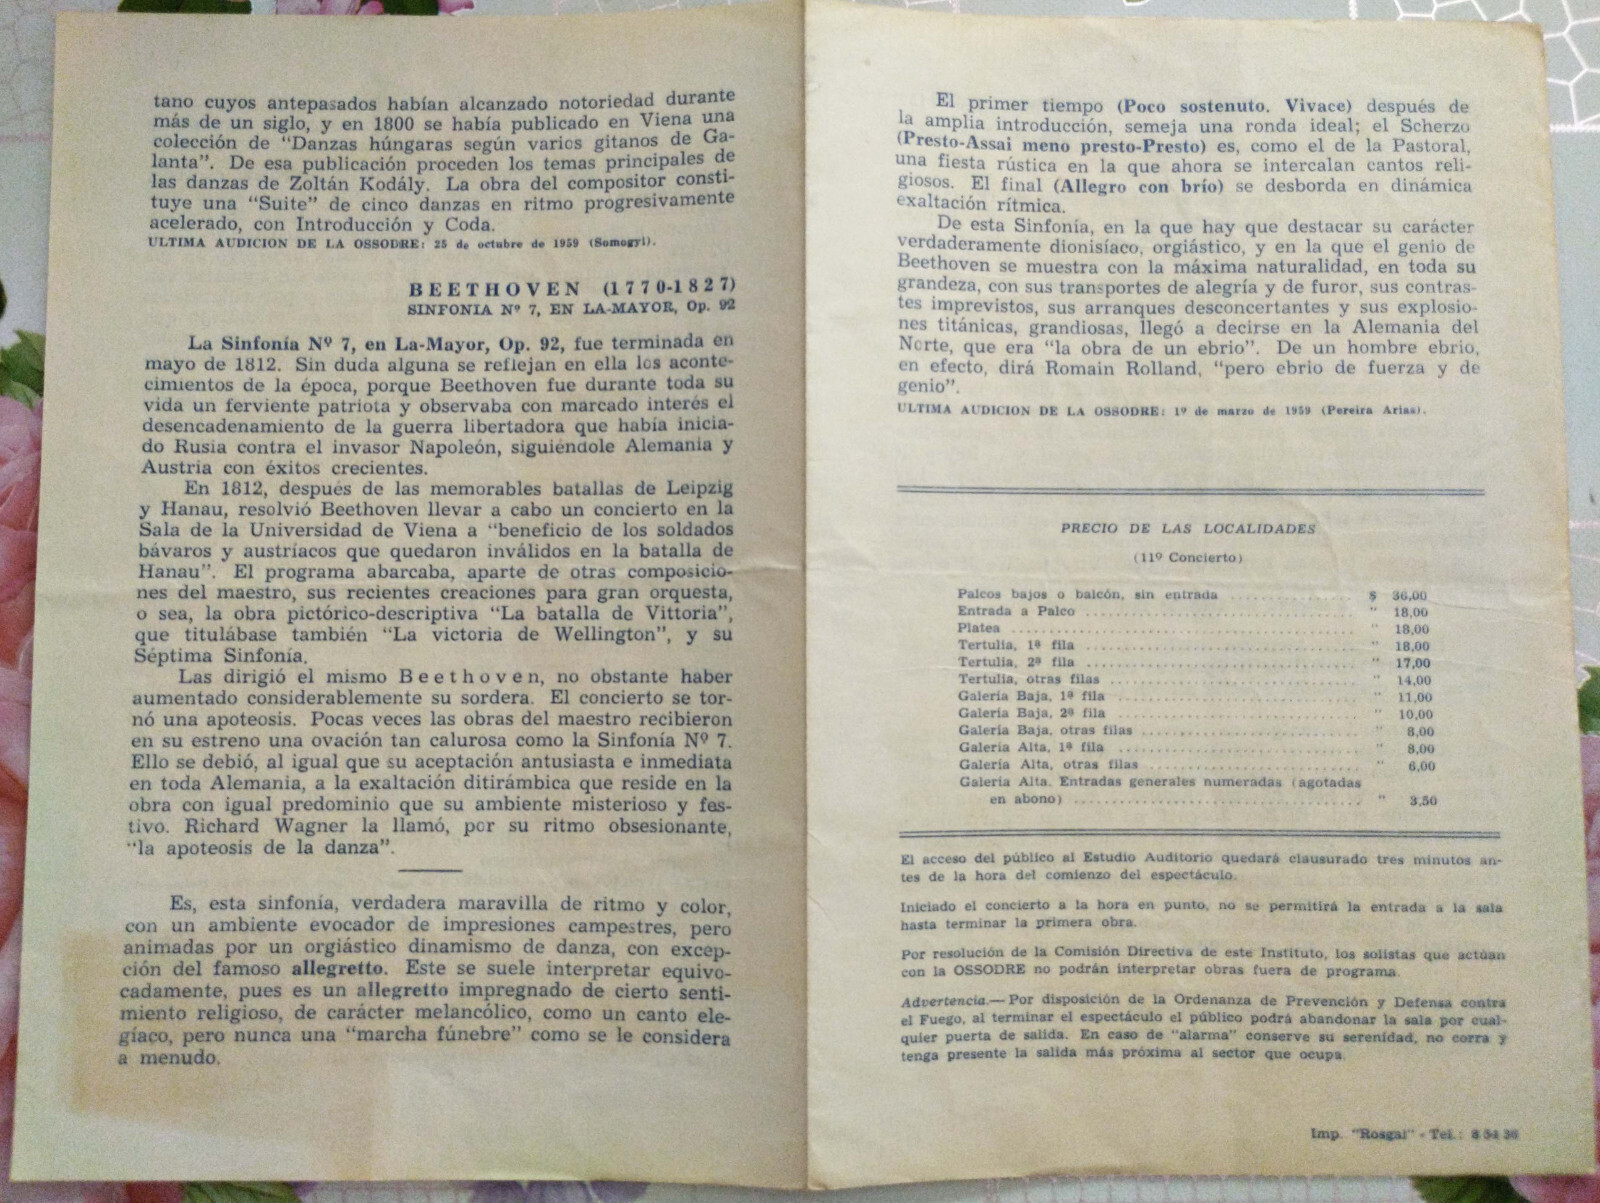 tano cuyos antepasados habían alcanzado notoriedad durante
más de un siglo, y en 1800 se había publicado en Viena una
colección de "Danzas húngaras según varios gitanos de Ga-
lanta". De esa publicación proceden los temas principales de
las danzas de Zoltán Kodály. La obra del compositor consti-
tuye una "Suite" de cinco danzas en ritmo progresivamente
acelerado, con Introducción y Coda.
ULTIMA AUDICION DE LA OSSODRE: 25 de octubre de 1959 (Somogyi).
BEETHOVEN (1770-1827)
SINFONIA Nº 7, EN LA-MAYOR, Op. 92
La Sinfonía Nº 7, en La-Mayor, Op. 92, fue terminada en
mayo de 1812. Sin duda alguna se reflejan en ella los aconte-
cimientos de la época, porque Beethoven fue durante toda su
vida un ferviente patriota y observaba con marcado interés el
desencadenamiento de la guerra libertadora que había inicia-
do Rusia contra el invasor Napoleón, siguiéndole Alemania y
Austria con éxitos crecientes.
En 1812, después de las memorables batallas de Leipzig
y Hanau, resolvió Beethoven llevar a cabo un concierto en la
Sala de la Universidad de Viena a "beneficio de los soldados
bávaros y austríacos que quedaron inválidos en la batalla de
Hanau". El programa abarcaba, aparte de otras composicio-
nes del maestro, sus recientes creaciones para gran orquesta,
o sea, la obra pictórico-descriptiva "La batalla de Vittoria",
que titulábase también "La victoria de Wellington", y su
Séptima Sinfonía.
Las dirigió el mismo Beethoven, no obstante haber
aumentado considerablemente su sordera. El concierto se tor-
nó una apoteosis. Pocas veces las obras del maestro recibieron
en su estreno una ovación tan calurosa como la Sinfonía Nº 7.
Ello se debió, al igual que su aceptación antusiasta e inmediata
en toda Alemania, a la exaltación ditirámbica que reside en la
obra con igual predominio que su ambiente misterioso y fes-
tivo. Richard Wagner la llamó, por su ritmo obsesionante,
"la apoteosis de la danza".
Es, esta sinfonía, verdadera maravilla de ritmo y color,
con un ambiente evocador de impresiones campestres, pero
animadas por un orgiástico dinamismo de danza, con excep-
ción del famoso allegretto. Este se suele interpretar equivo-
cadamente, pues es un allegretto impregnado de cierto senti-
miento religioso, de carácter melancólico, como un canto ele-
gíaco, pero nunca una "marcha fúnebre" como se le considera
a menudo.
El primer tiempo (Poco sostenuto. Vivace) después de
la amplia introducción, semeja una ronda ideal; el Scherzo
(Presto-Assai meno presto-Presto) es, como el de la Pastoral,
una fiesta rústica en la que ahora se intercalan cantos reli-
giosos. El final (Allegro con brío) se desborda en dinámica
exaltación rítmica.
De esta Sinfonía, en la que hay que destacar su carácter
verdaderamente dionisíaco, orgiástico, y en la que el genio de
Beethoven se muestra con la máxima naturalidad, en toda su
grandeza, con sus transportes de alegría y de furor, sus contras-
tes imprevistos, sus arranques desconcertantes y sus explosio-
nes titánicas, grandiosas, llegó a decirse en la Alemania del
Norte, que era "la obra de un ebrio". De un hombre ebrio,
en efecto, dirá Romain Rolland, "pero ebrio de fuerza y de
genio".
ULTIMA AUDICION DE LA OSSODRE: 1º de marzo de 1959 (Pereira Arias).
PRECIO DE LAS LOCALIDADES
(11º Concierto)
Palcos bajos o balcón, sin entrada ............... $ 36,00
Entrada a Palco ............... " 18,00
Platea ............... " 18,00
Tertulia, 1ª fila ............... " 18,00
Tertulia, 2ª fila ............... " 17,00
Tertulia, otras filas ............... " 14,00
Galería Baja, 1ª fila ............... " 11,00
Galería Baja, 2ª fila ............... " 10,00
Galería Baja, otras filas ............... " 8,00
Galería Alta, 1ª fila ............... " 8,00
Galería Alta, otras filas ............... " 6,00
Galería Alta. Entradas generales numeradas (agotadas
en abono) ............... " 3,50
El acceso del público al Estudio Auditorio quedará clausurado tres minutos an-
tes de la hora del comienzo del espectáculo.
Iniciado el concierto a la hora en punto, no se permitirá la entrada a la sala
hasta terminar la primera obra.
Por resolución de la Comisión Directiva de este Instituto, los solistas que actúan
con la OSSODRE no podrán interpretar obras fuera de programa.
Advertencia.— Por disposición de la Ordenanza de Prevención y Defensa contra
el Fuego, al terminar el espectáculo el público podrá abandonar la sala por cual-
quier puerta de salida. En caso de "alarma" conserve su serenidad, no corra y
tenga presente la salida más próxima al sector que ocupa.
Imp. "Rosgal" - Tel.: 8 54 36